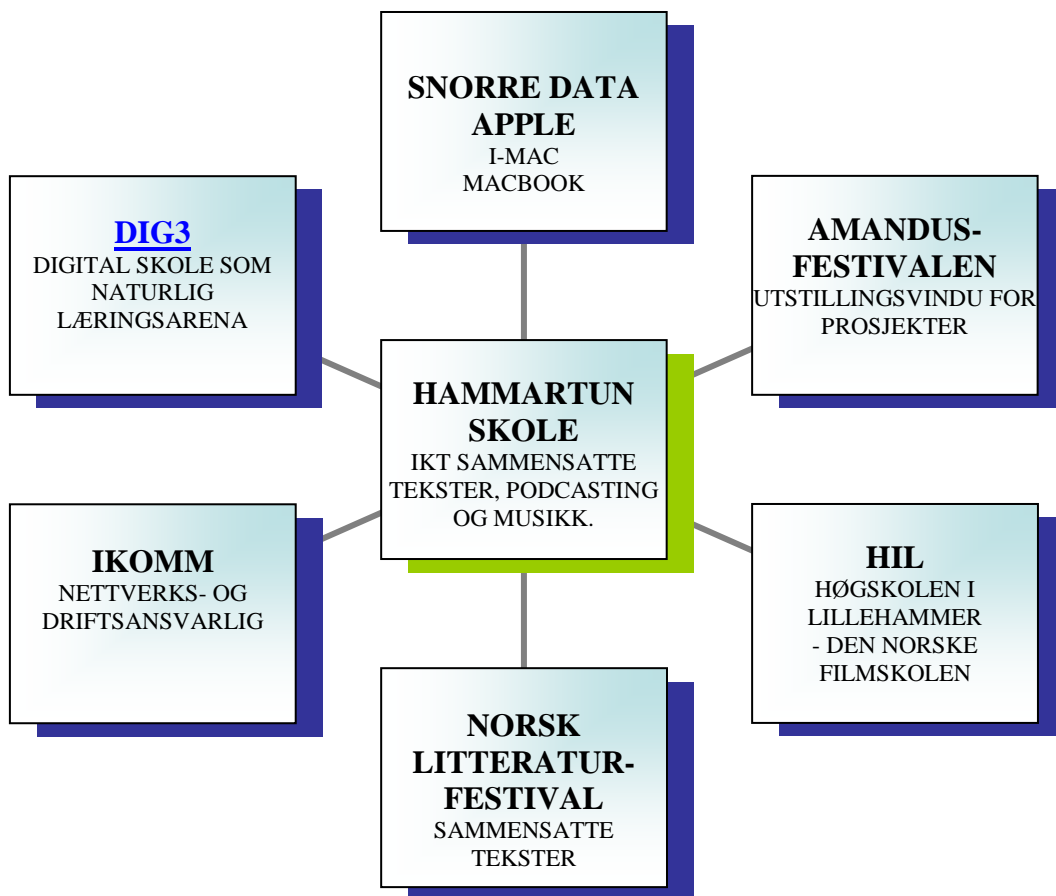 SNORRE DATA
APPLE
I-MAC
MACBOOK
DIG3
DIGITAL SKOLE SOM
NATURLIG
LÆRINGSARENA
AMANDUS-
FESTIVALEN
UTSTILLINGSVINDU FOR
PROSJEKTER
HAMMARTUN
SKOLE
IKT SAMMENSATTE
TEKSTER, PODCASTING
OG MUSIKK.
IKOMM
NETTVERKS- OG
DRIFTSANSVARLIG
HIL
HØGSKOLEN I
LILLEHAMMER
- DEN NORSKE
FILMSKOLEN
NORSK
LITTERATUR-
FESTIVAL
SAMMENSATTE
TEKSTER